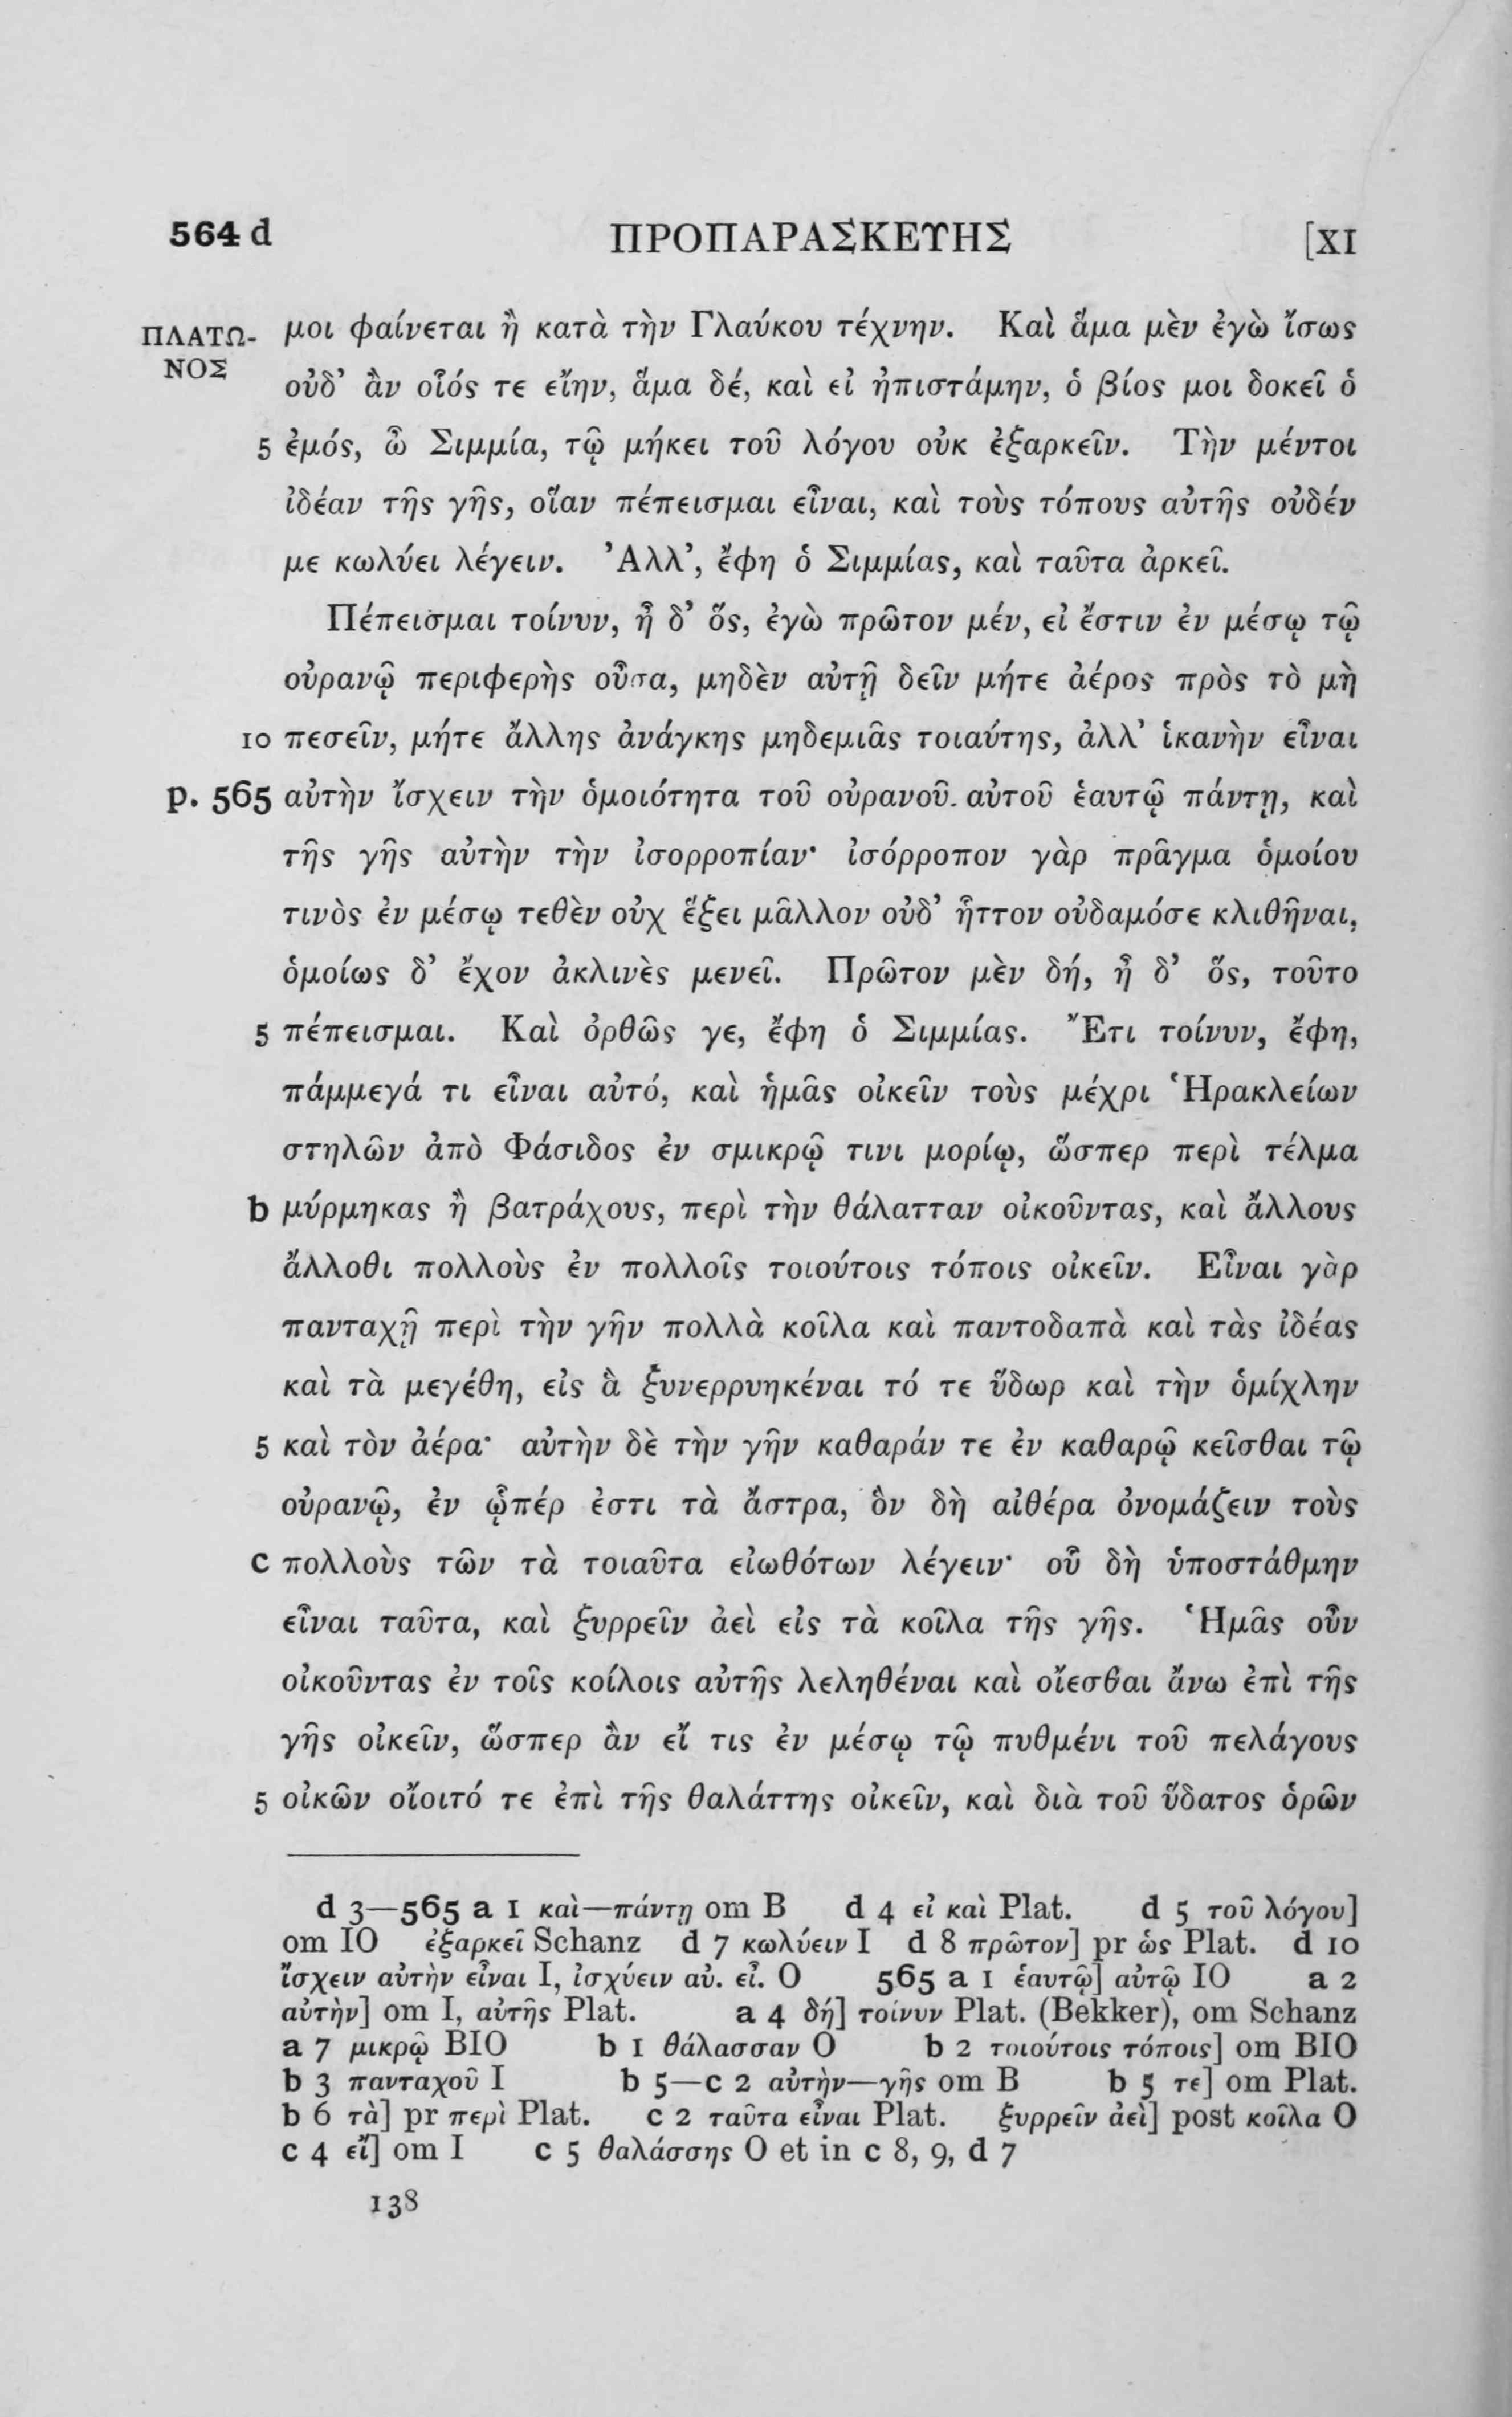 564 d ΠΡΟΠΑΡΑΣΚΕΥΗΣ [XI
ΠΛΑΤΩ- μοι φαίνεται ἢ κατὰ τὴν Γλαύκου τέχνην. Καὶ ἅμα μὲν ἐγὼ ἴσως
ΝΟΣ οὐδ’ ἂν οἷός τε εἴην, ἅμα δέ, καὶ εἰ ἠπιστάμην, ὁ βίος μοι δοκεῖ ὁ
5 ἐμός, ὦ Σιμμία, τῷ μήκει τοῦ λόγου οὐκ ἐξαρκεῖν. Τὴν μέντοι
ἰδέαν τῆς γῆς, οἵαν πέπεισμαι εἶναι, καὶ τοὺς τόπους αὐτῆς οὐδέν
με κωλύει λέγειν. Ἀλλ’, ἔφη ὁ Σιμμίας, καὶ ταῦτα ἀρκεῖ.
Πέπεισμαι τοίνυν, ἦ δ’ ὅς, ἐγὼ πρῶτον μέν, εἰ ἔστιν ἐν μέσῳ τῷ
οὐρανῷ περιφερὴς οὖσα, μηδὲν αὐτῇ δεῖν μήτε ἀέρος πρὸς τὸ μὴ
10 πεσεῖν, μήτε ἄλλης ἀνάγκης μηδεμιᾶς τοιαύτης, ἀλλ’ ἱκανὴν εἶναι
p. 565 αὐτὴν ἴσχειν τὴν ὁμοιότητα τοῦ οὐρανοῦ. αὐτοῦ ἑαυτῷ πάντῃ, καὶ
τῆς γῆς αὐτὴν τὴν ἰσορροπίαν· ἰσόρροπον γὰρ πρᾶγμα ὁμοίου
τινὸς ἐν μέσῳ τεθὲν οὐχ ἕξει μᾶλλον οὐδ’ ἧττον οὐδαμόσε κλιθῆναι,
ὁμοίως δ’ ἔχον ἀκλινὲς μενεῖ. Πρῶτον μὲν δή, ἦ δ’ ὅς, τοῦτο
5 πέπεισμαι. Καὶ ὀρθῶς γε, ἔφη ὁ Σιμμίας. Ἔτι τοίνυν, ἔφη,
πάμμεγά τι εἶναι αὐτό, καὶ ἡμᾶς οἰκεῖν τοὺς μέχρι Ἡρακλείων
στηλῶν ἀπὸ Φάσιδος ἐν σμικρῷ τινι μορίῳ, ὥσπερ περὶ τέλμα
b μύρμηκας ἢ βατράχους, περὶ τὴν θάλατταν οἰκοῦντας, καὶ ἄλλους
ἄλλοθι πολλοὺς ἐν πολλοῖς τοιούτοις τόποις οἰκεῖν. Εἶναι γὰρ
πανταχῇ περὶ τὴν γῆν πολλὰ κοῖλα καὶ παντοδαπὰ καὶ τὰς ἰδέας
καὶ τὰ μεγέθη, εἰς ἃ ξυνερρυηκέναι τό τε ὕδωρ καὶ τὴν ὁμίχλην
5 καὶ τὸν ἀέρα· αὐτὴν δὲ τὴν γῆν καθαράν τε ἐν καθαρῷ κεῖσθαι τῷ
οὐρανῷ, ἐν ᾧπέρ ἐστι τὰ ἄστρα, ὃν δὴ αἰθέρα ὀνομάζειν τοὺς
c πολλοὺς τῶν τὰ τοιαῦτα εἰωθότων λέγειν· οὗ δὴ ὑποστάθμην
εἶναι ταῦτα, καὶ ξυρρεῖν ἀεὶ εἰς τὰ κοῖλα τῆς γῆς. Ἡμᾶς οὖν
οἰκοῦντας ἐν τοῖς κοίλοις αὐτῆς λεληθέναι καὶ οἴεσθαι ἄνω ἐπὶ τῆς
γῆς οἰκεῖν, ὥσπερ ἂν εἴ τις ἐν μέσῳ τῷ πυθμένι τοῦ πελάγους
5 οἰκῶν οἴοιτό τε ἐπὶ τῆς θαλάττης οἰκεῖν, καὶ διὰ τοῦ ὕδατος ὁρῶν
d 3—565 a 1 καὶ—πάντῃ om B d 4 εἰ καὶ Plat. d 5 τοῦ λόγου]
om IO ἐξαρκεῖ Schanz d 7 κωλύειν I d 8 πρῶτον] pr ὡς Plat. d 10
ἴσχειν αὐτὴν εἶναι I, ἰσχύειν αὐ. εἶ. O 565 a 1 ἑαυτῷ] αὐτῷ IO a 2
αὐτὴν] om I, αὐτῆς Plat. a 4 δή] τοίνυν Plat. (Bekker), om Schanz
a 7 μικρῷ BIO b 1 θάλασσαν O b 2 τοιούτοις τόποις] om BIO
b 3 πανταχοῦ I b 5—c 2 αὐτὴν—γῆς om B b 5 τε] om Plat.
b 6 τὰ] pr περὶ Plat. c 2 ταῦτα εἶναι Plat. ξυρρεῖν ἀεὶ] post κοῖλα O
c 4 εἴ] om I c 5 θαλάσσης O et in c 8, 9, d 7
138